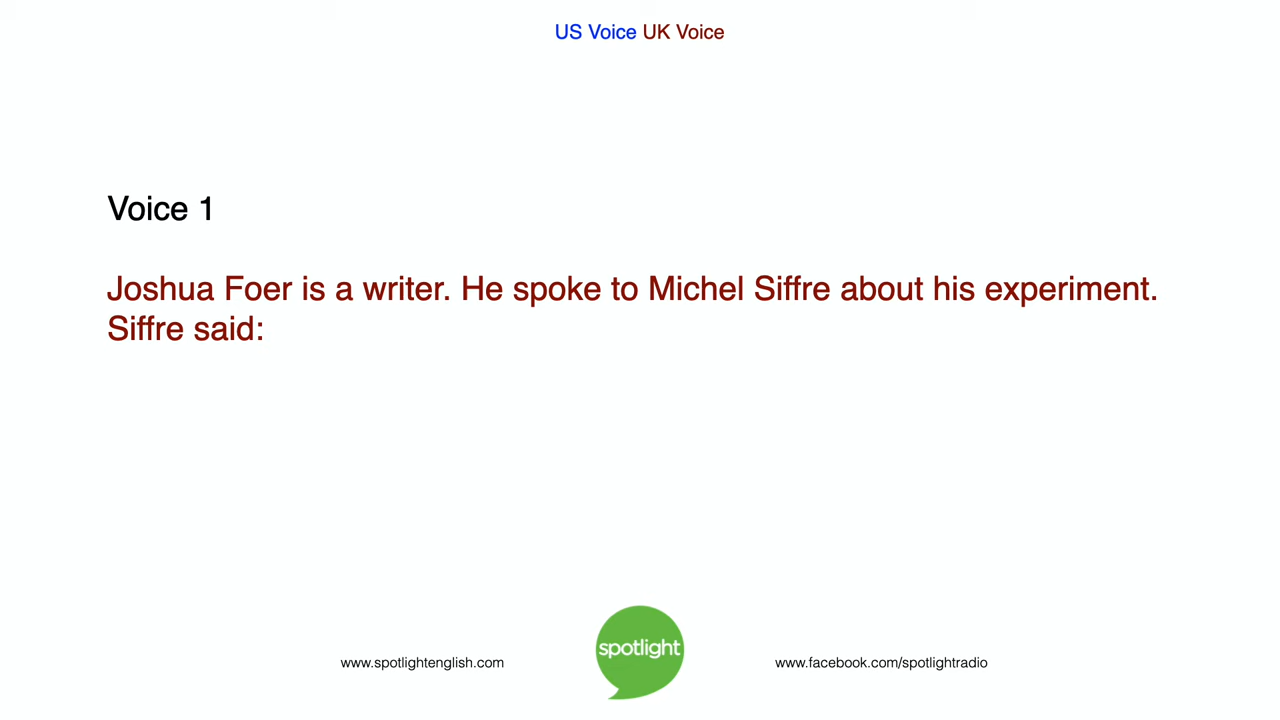 US Voice UK Voice
Voice 1
Joshua Foer is a writer. He spoke to Michel Siffre about his experiment.
Siffre said:
spotlight
www.spotlightenglish.com
www.facebook.com/spotlightradio